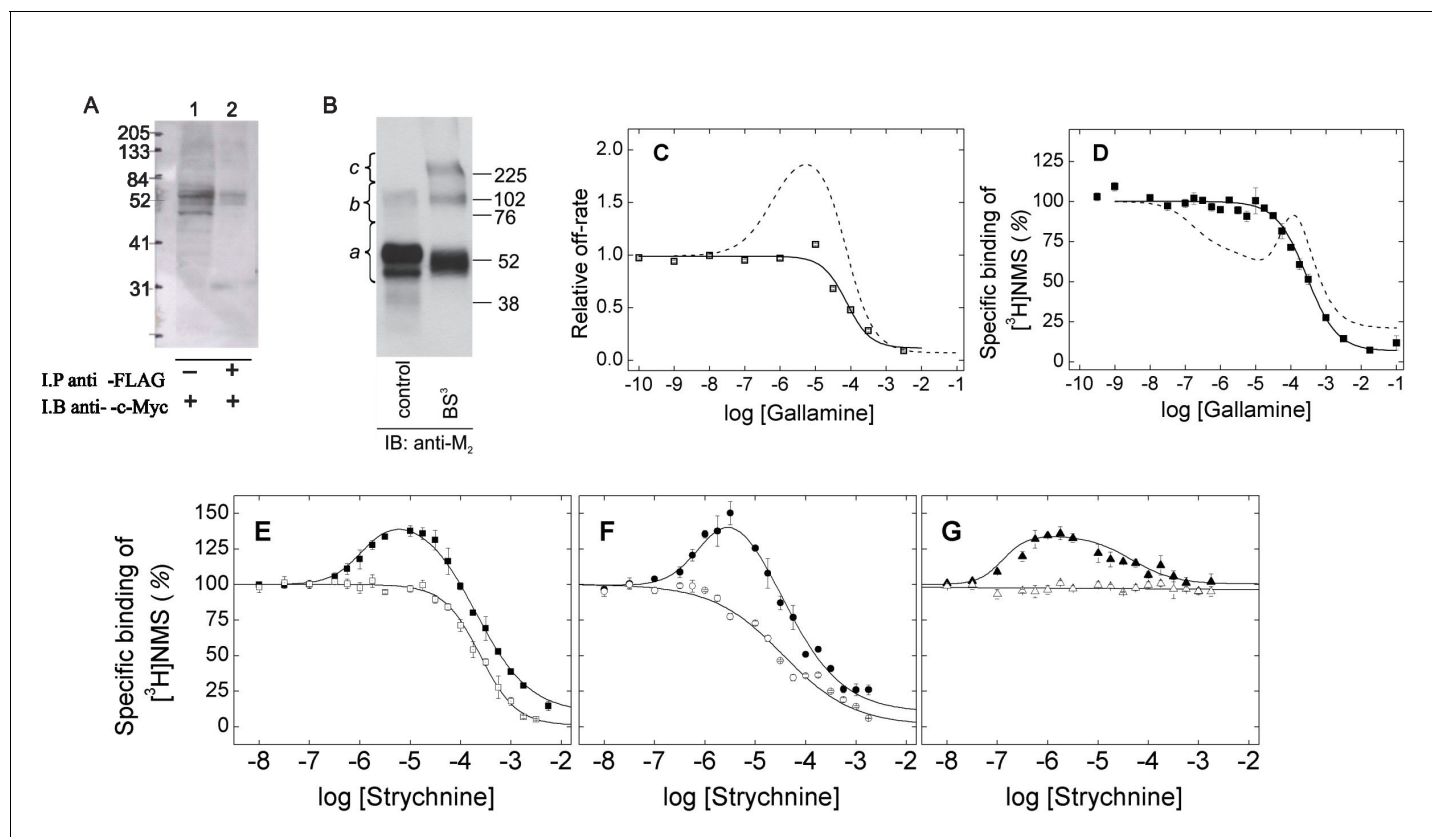 A
1 2
205
133
84
52
41
31
I.P anti -FLAG − +
I.B anti- -c-Myc + +
B
c
b
a
225
102
76
52
38
control
BS³
IB: anti-M₂
C
Relative off-rate
2.0
1.5
1.0
0.5
0.0
-10 -9 -8 -7 -6 -5 -4 -3 -2 -1
log [Gallamine]
D
Specific binding of
[³H]NMS (%)
125
100
75
50
25
0
-10 -9 -8 -7 -6 -5 -4 -3 -2 -1
log [Gallamine]
Specific binding of
[³H]NMS (%)
150
125
100
75
50
25
0
E
-8 -7 -6 -5 -4 -3 -2
log [Strychnine]
F
-8 -7 -6 -5 -4 -3 -2
log [Strychnine]
G
-8 -7 -6 -5 -4 -3 -2
log [Strychnine]